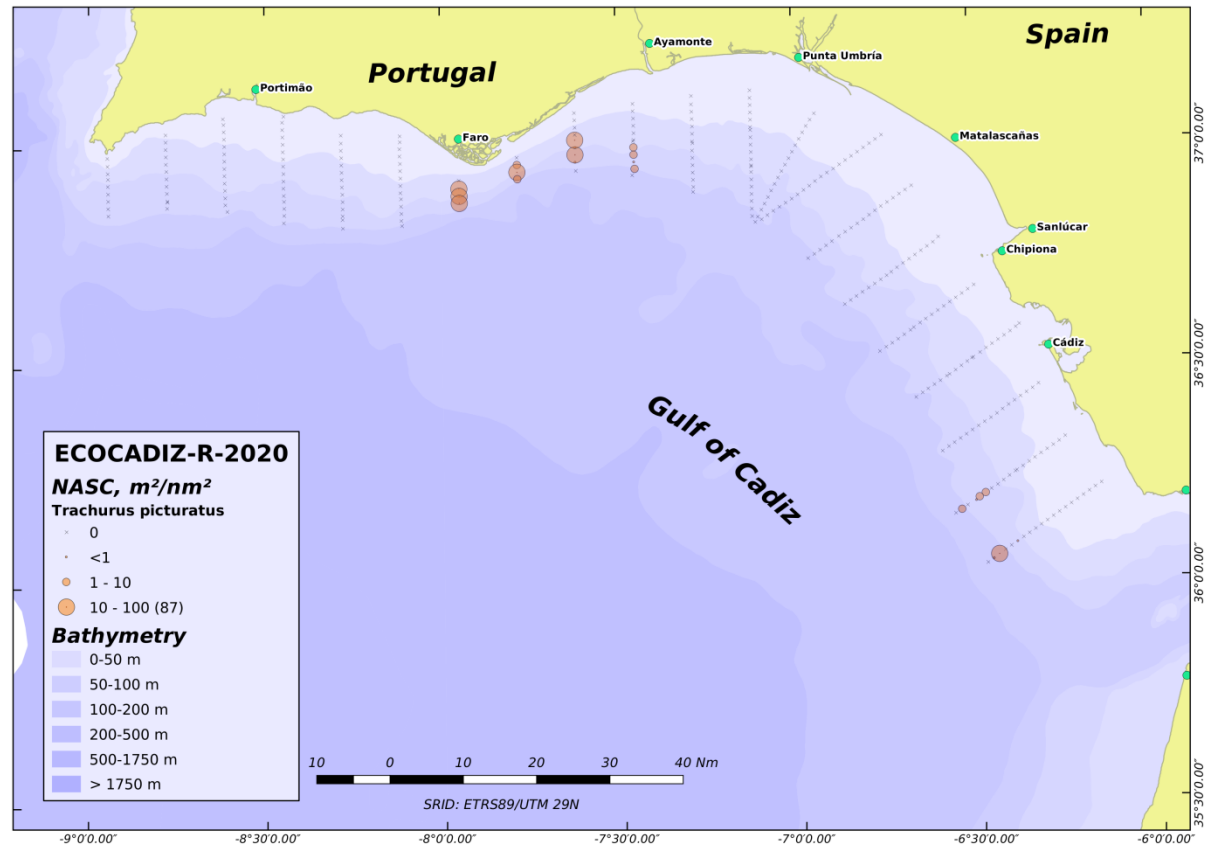 Spain
Portugal
Ayamonte
Punta Umbría
Portimão
Faro
Matalascañas
Sanlúcar
Chipiona
Cádiz
Gulf of Cadiz
37°0'0.00"
36°30'0.00"
36°0'0.00"
35°30'0.00"
ECOCADIZ-R-2020
NASC, m²/nm²
Trachurus picturatus
0
<1
1 - 10
10 - 100 (87)
Bathymetry
0-50 m
50-100 m
100-200 m
200-500 m
500-1750 m
> 1750 m
10 0 10 20 30 40 Nm
SRID: ETRS89/UTM 29N
-9°0'0.00" -8°30'0.00" -8°0'0.00" -7°30'0.00" -7°0'0.00" -6°30'0.00" -6°0'0.00"